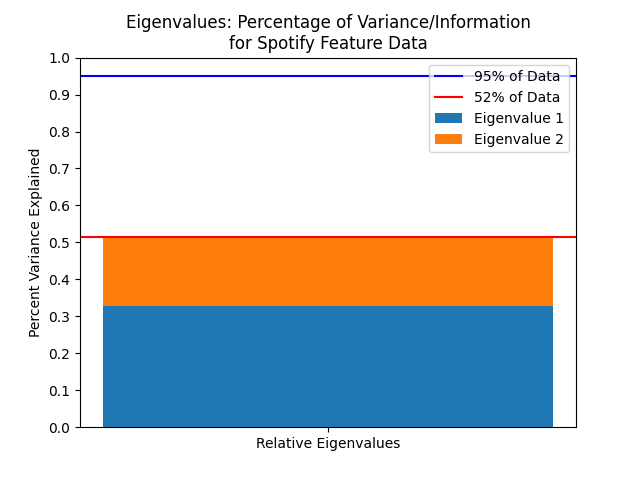 Eigenvalues: Percentage of Variance/Information
for Spotify Feature Data
1.0
0.9
0.8
0.7
0.6
0.5
0.4
0.3
0.2
0.1
0.0
Percent Variance Explained
95% of Data
52% of Data
Eigenvalue 1
Eigenvalue 2
Relative Eigenvalues